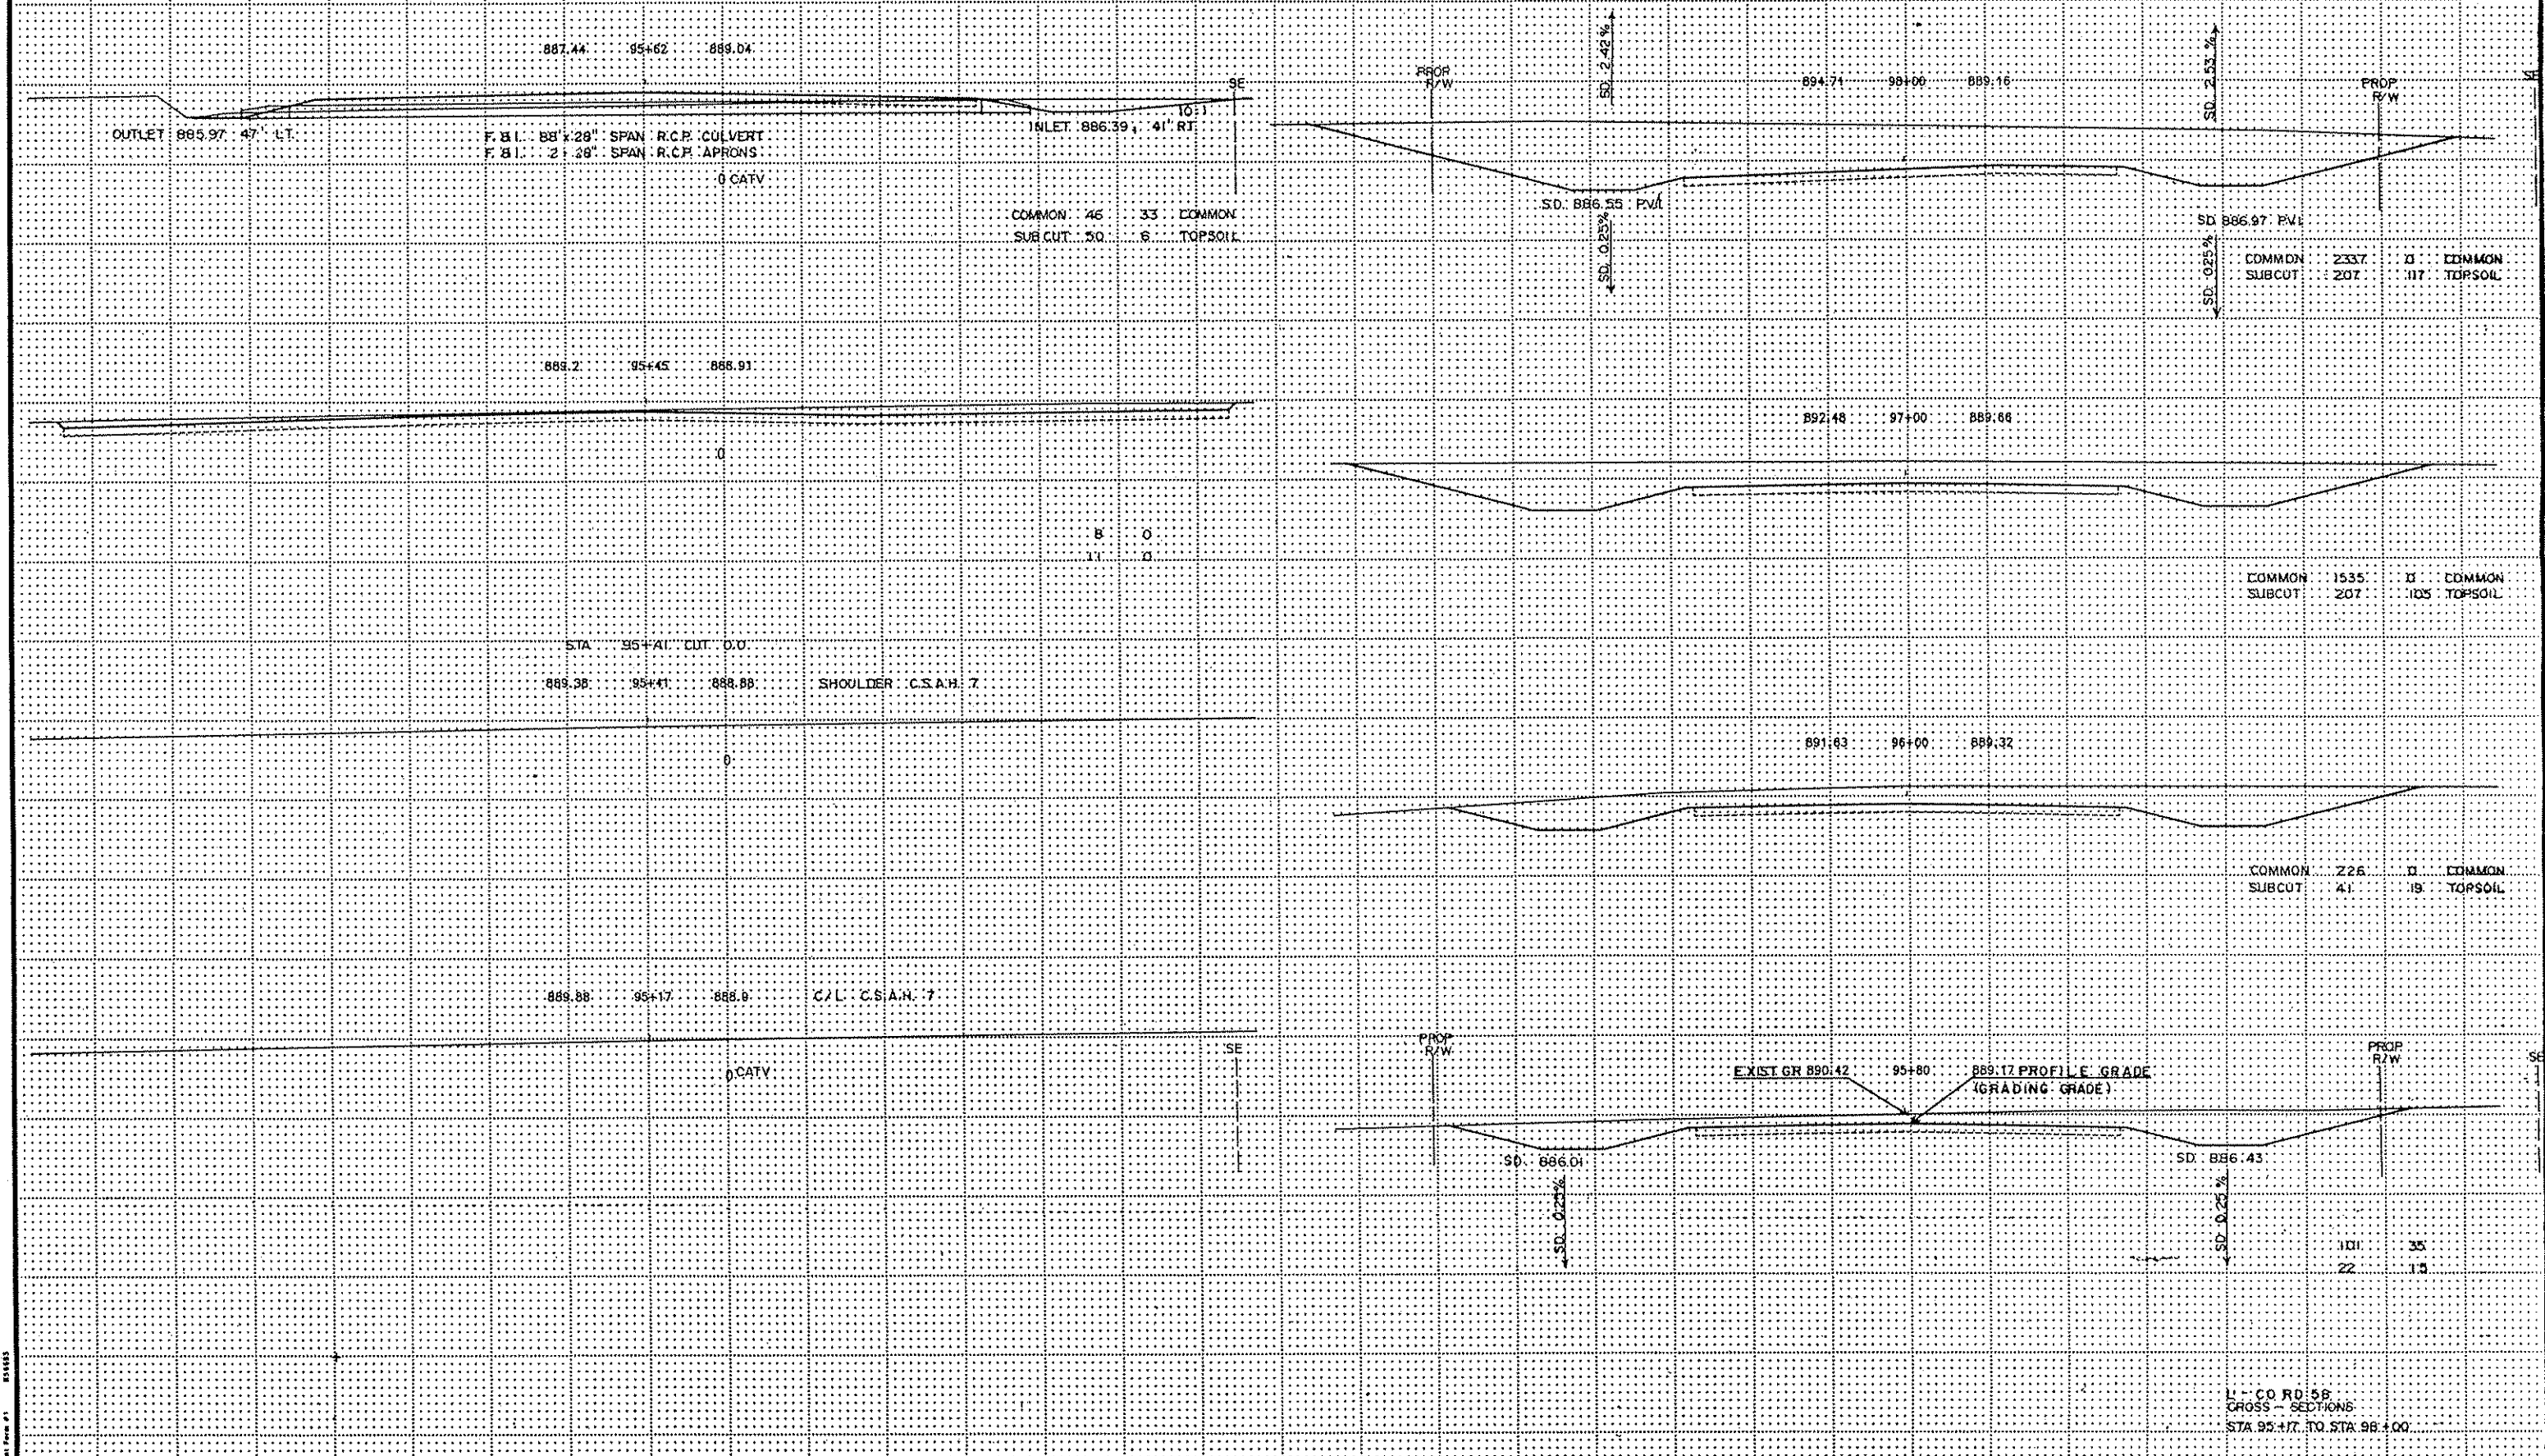 887.44 95+62 889.04
SE
10:1
OUTLET 885.97 47' LT.
F. & I. 88' x 28" SPAN R.C.P. CULVERT
F. & I. 2 - 28" SPAN R.C.P. APRONS
INLET 886.39, 41' RT.
CATV
COMMON 46 33 COMMON
SUBCUT 50 6 TOPSOIL
889.2 95+45 888.91
8 0
11 0
STA 95+41 CUT 0.0
889.38 95+41 888.88 SHOULDER C.S.A.H. 7
889.88 95+17 888.9 C/L C.S.A.H. 7
SE
CATV
SD. 2.42 %
SD. 2.53 %
PROP
R/W
894.71 98+00 889.16
PROP
R/W
SE
S.D. 886.55 P.V.I.
SD. 0.25%
SD 886.97 P.V.I.
SD. 0.25 %
COMMON 2337 0 COMMON
SUBCUT 207 117 TOPSOIL
892.48 97+00 889.66
COMMON 1535 0 COMMON
SUBCUT 207 105 TOPSOIL
891.63 96+00 889.32
COMMON 226 0 COMMON
SUBCUT 41 19 TOPSOIL
PROP
R/W
PROP
R/W
SE
EXIST GR 890.42 95+80 889.17 PROFILE GRADE
(GRADING GRADE)
SD. 886.01
SD 886.43
SD. 0.25%
SD. 0.25 %
101 35
22 15
L - CO RD 58
CROSS - SECTIONS
STA 95+17 TO STA 98+00